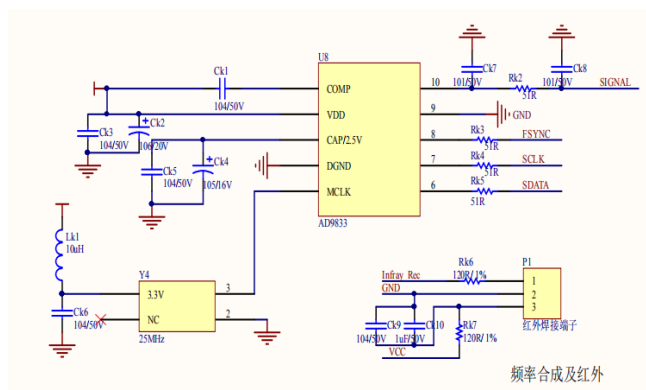 U8
Ck1
104/50V
COMP
VDD
CAP/2.5V
DGND
MCLK
AD9833
10
9
8
7
6
Ck7
101/50V
Rk2
51R
Ck8
101/50V
SIGNAL
GND
Rk3
51R
FSYNC
Rk4
51R
SCLK
Rk5
51R
SDATA
Ck3
104/50V
Ck2
106/20V
Ck5
104/50V
Ck4
105/16V
Lk1
10uH
Y4
3.3V
NC
3
2
25MHz
Ck6
104/50V
P1
1
2
3
红外焊接端子
Infray Rec
Rk6
120R/1%
GND
Ck9
104/50V
Ck10
1uF/50V
Rk7
120R/1%
VCC
频率合成及红外